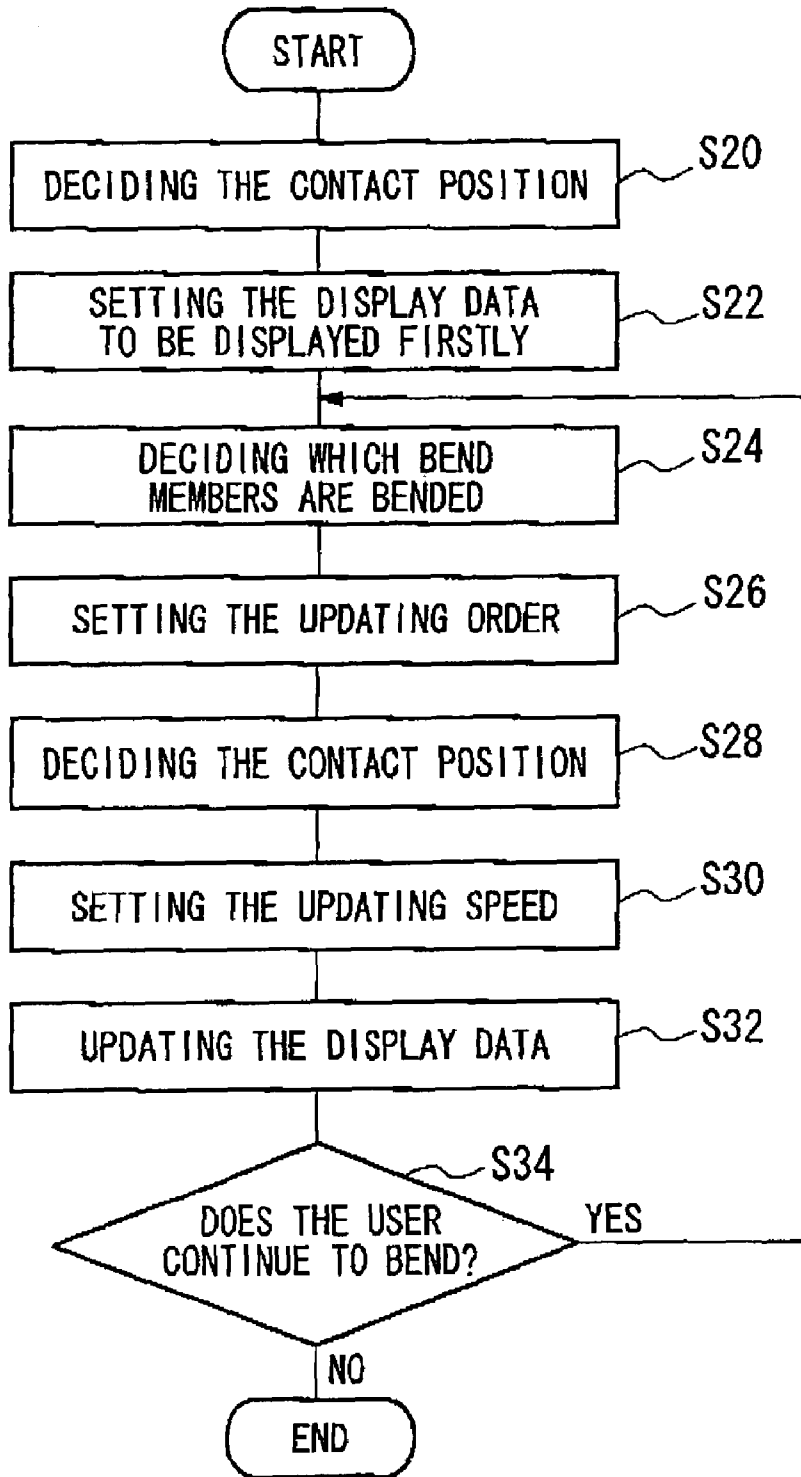 START
DECIDING THE CONTACT POSITION
S20
SETTING THE DISPLAY DATA
TO BE DISPLAYED FIRSTLY
S22
DECIDING WHICH BEND
MEMBERS ARE BENDED
S24
SETTING THE UPDATING ORDER
S26
DECIDING THE CONTACT POSITION
S28
SETTING THE UPDATING SPEED
S30
UPDATING THE DISPLAY DATA
S32
S34
DOES THE USER
CONTINUE TO BEND?
YES
NO
END